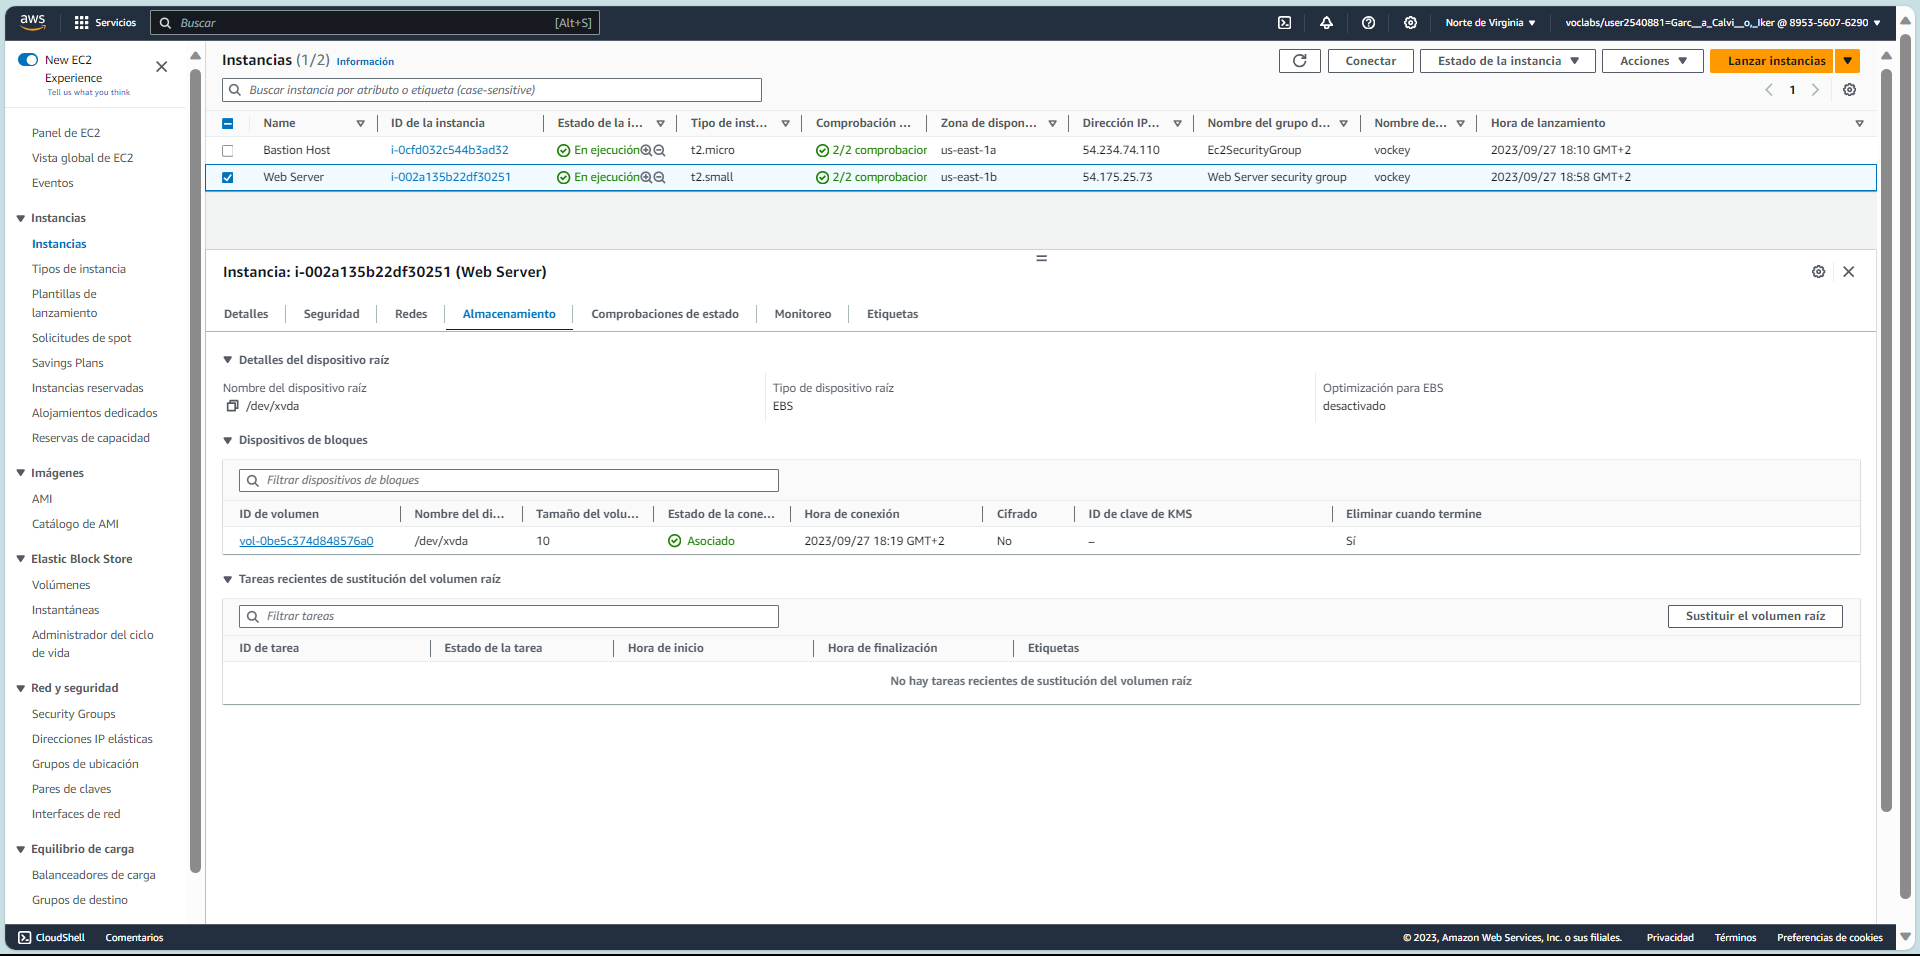 aws
Servicios
Buscar
[Alt+S]
Norte de Virginia
voclabs/user2540881=Garc__a_Calvi__o,_Iker @ 8953-5607-6290
New EC2
Experience
Tell us what you think
Panel de EC2
Vista global de EC2
Eventos
Instancias
Instancias
Tipos de instancia
Plantillas de
lanzamiento
Solicitudes de spot
Savings Plans
Instancias reservadas
Alojamientos dedicados
Reservas de capacidad
Imágenes
AMI
Catálogo de AMI
Elastic Block Store
Volúmenes
Instantáneas
Administrador del ciclo
de vida
Red y seguridad
Security Groups
Direcciones IP elásticas
Grupos de ubicación
Pares de claves
Interfaces de red
Equilibrio de carga
Balanceadores de carga
Grupos de destino
Instancias (1/2) Información
Conectar
Estado de la instancia
Acciones
Lanzar instancias
Buscar instancia por atributo o etiqueta (case-sensitive)
1
Name ID de la instancia Estado de la i... Tipo de inst... Comprobación ... Zona de dispon... Dirección IP... Nombre del grupo d... Nombre de... Hora de lanzamiento
Bastion Host i-0cfd032c544b3ad32 En ejecución t2.micro 2/2 comprobacior us-east-1a 54.234.74.110 Ec2SecurityGroup vockey 2023/09/27 18:10 GMT+2
Web Server i-002a135b22df30251 En ejecución t2.small 2/2 comprobacior us-east-1b 54.175.25.73 Web Server security group vockey 2023/09/27 18:58 GMT+2
Instancia: i-002a135b22df30251 (Web Server)
Detalles Seguridad Redes Almacenamiento Comprobaciones de estado Monitoreo Etiquetas
Detalles del dispositivo raíz
Nombre del dispositivo raíz Tipo de dispositivo raíz Optimización para EBS
/dev/xvda EBS desactivado
Dispositivos de bloques
Filtrar dispositivos de bloques
ID de volumen Nombre del di... Tamaño del volu... Estado de la cone... Hora de conexión Cifrado ID de clave de KMS Eliminar cuando termine
vol-0be5c374d848576a0 /dev/xvda 10 Asociado 2023/09/27 18:19 GMT+2 No – Sí
Tareas recientes de sustitución del volumen raíz
Filtrar tareas
Sustituir el volumen raíz
ID de tarea Estado de la tarea Hora de inicio Hora de finalización Etiquetas
No hay tareas recientes de sustitución del volumen raíz
CloudShell Comentarios © 2023, Amazon Web Services, Inc. o sus filiales. Privacidad Términos Preferencias de cookies